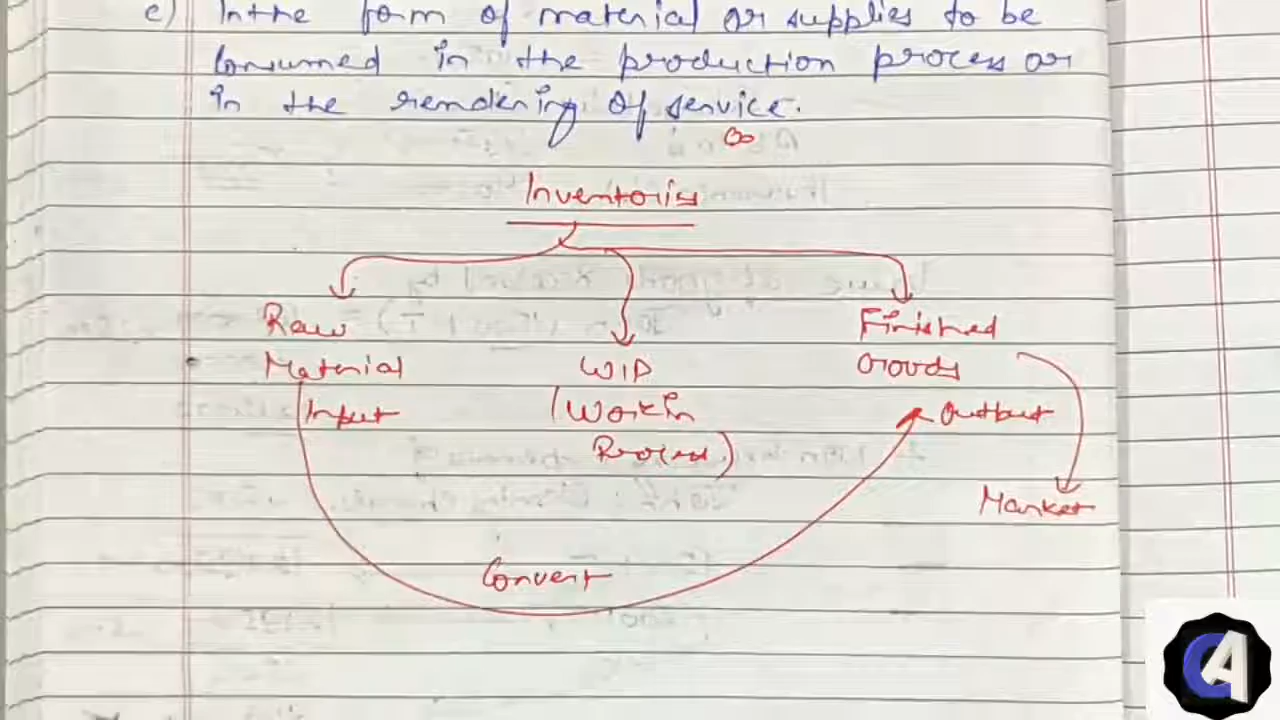 c) In the form of material or supplies to be
Consumed in the production process or
in the rendering of service.
Inventories
Raw
Material
Input
WIP
(Work in
Process)
Finished
Goods
Output
Market
Convert
CA